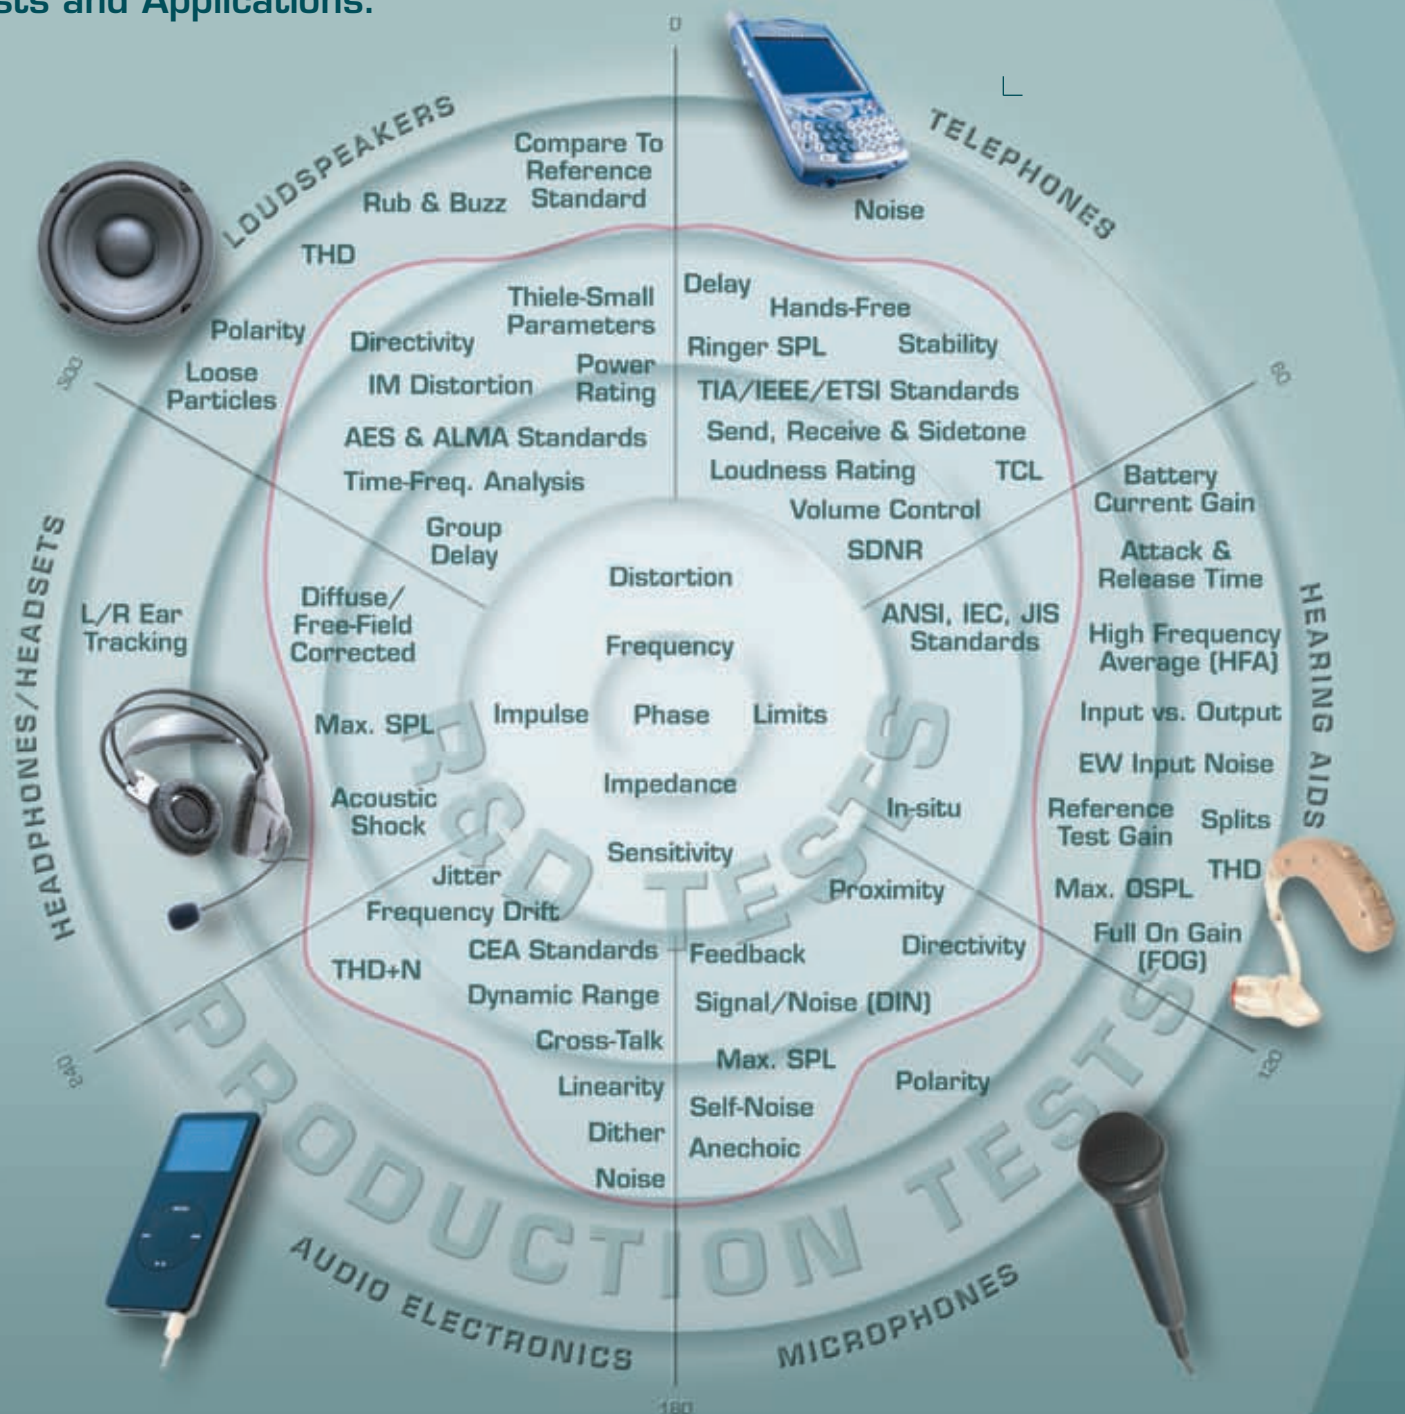 sts and Applications.
0
LOUDSPEAKERS
Compare To
Reference
Standard
Rub & Buzz
THD
Polarity
Loose
Particles
300
Thiele-Small
Parameters
Directivity
Power
Rating
IM Distortion
AES & ALMA Standards
Time-Freq. Analysis
Group
Delay
TELEPHONES
Noise
Delay
Hands-Free
Ringer SPL
Stability
TIA/IEEE/ETSI Standards
Send, Receive & Sidetone
Loudness Rating
TCL
Volume Control
SDNR
60
HEADPHONES/HEADSETS
L/R Ear
Tracking
Diffuse/
Free-Field
Corrected
Max. SPL
Acoustic
Shock
Distortion
Frequency
Impulse
Phase
Limits
Impedance
Sensitivity
R&D TESTS
HEARING AIDS
Battery
Current Gain
Attack &
Release Time
ANSI, IEC, JIS
Standards
High Frequency
Average (HFA)
Input vs. Output
EW Input Noise
In-situ
Reference
Test Gain
Splits
THD
Max. OSPL
Full On Gain
(FOG)
120
240
Jitter
Frequency Drift
CEA Standards
THD+N
Dynamic Range
Cross-Talk
Linearity
Dither
Noise
AUDIO ELECTRONICS
Proximity
Feedback
Directivity
Signal/Noise (DIN)
Max. SPL
Polarity
Self-Noise
Anechoic
MICROPHONES
PRODUCTION TESTS
180